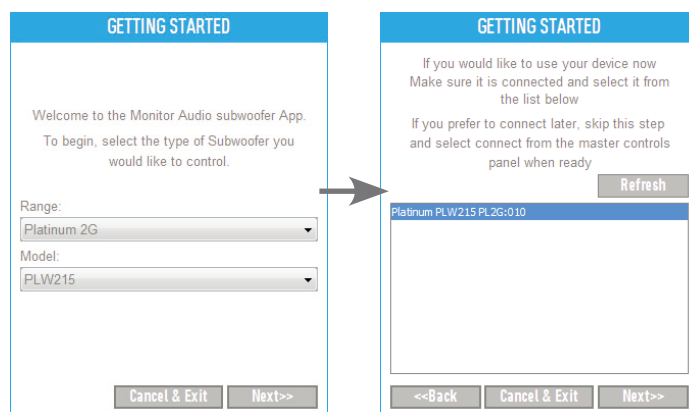 GETTING STARTED
Welcome to the Monitor Audio subwoofer App.
To begin, select the type of Subwoofer you
would like to control.
Range:
Platinum 2G
Model:
PLW215
Cancel & Exit
Next>>
GETTING STARTED
If you would like to use your device now
Make sure it is connected and select it from
the list below
If you prefer to connect later, skip this step
and select connect from the master controls
panel when ready
Refresh
Platinum PLW215 PL2G:010
<<Back
Cancel & Exit
Next>>